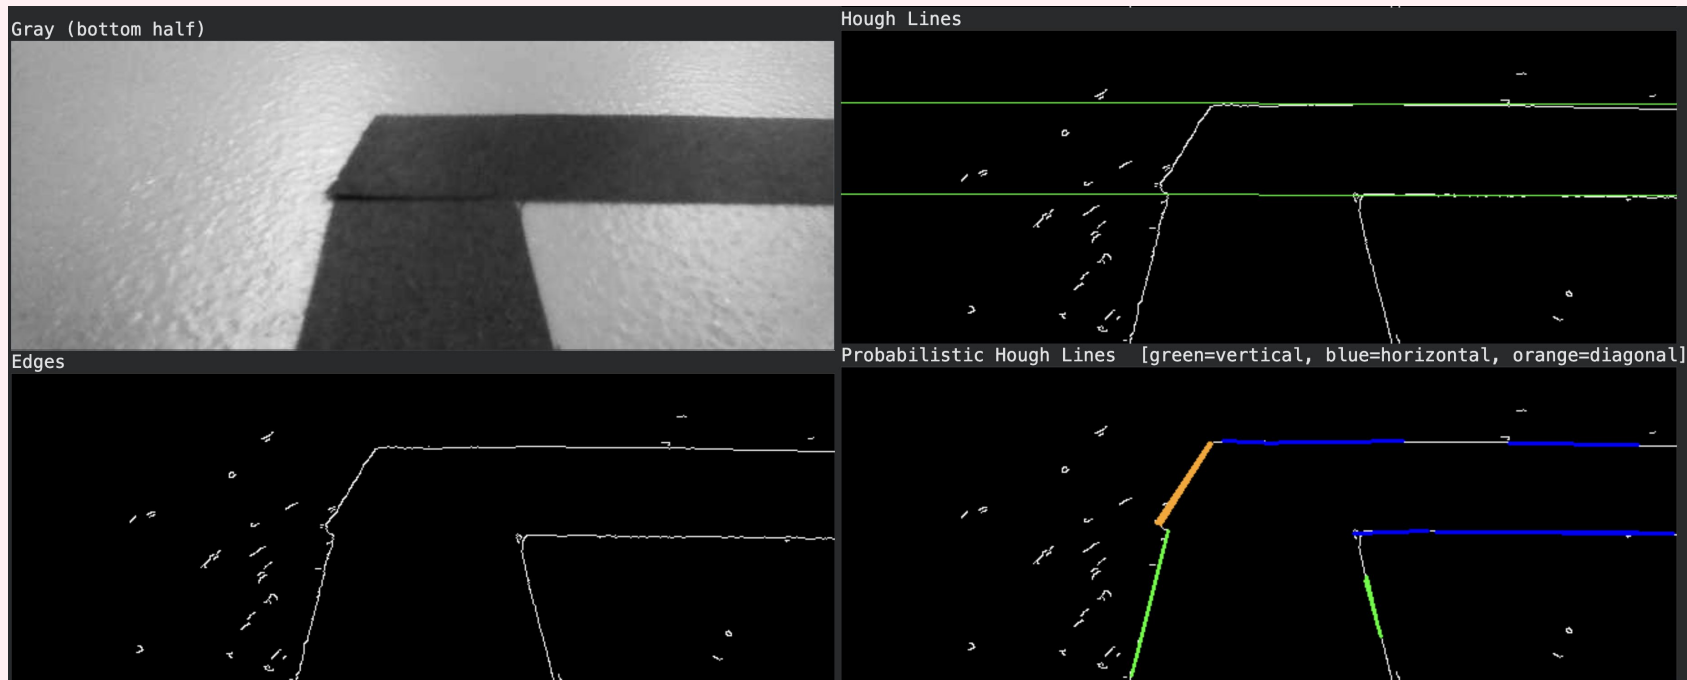 Gray (bottom half)
Hough Lines
Edges
Probabilistic Hough Lines [green=vertical, blue=horizontal, orange=diagonal]